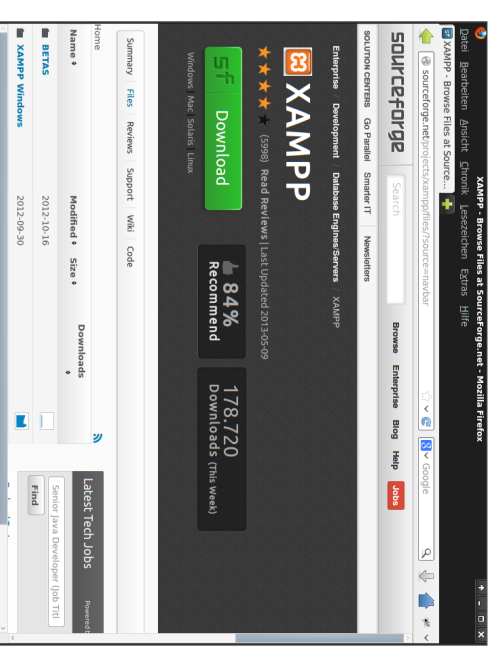 XAMPP - Browse Files at SourceForge.net - Mozilla Firefox
Datei Bearbeiten Ansicht Chronik Lesezeichen Extras Hilfe
XAMPP - Browse Files at Source...
sourceforge.net/projects/xampp/files/?source=navbar
Google
sourceforge
Search
Browse Enterprise Blog Help Jobs
SOLUTION CENTERS Go Parallel Smarter IT Newsletters
Enterprise / Development / Database Engines/Servers / XAMPP
XAMPP
(5998) Read Reviews | Last Updated 2013-05-09
sf Download
84%
Recommend
178.720
Downloads (This Week)
Windows | Mac | Solaris | Linux
Summary Files Reviews Support Wiki Code
Home
Name Modified Size Downloads
BETAS 2012-10-16
XAMPP Windows 2012-09-30
Latest Tech Jobs
Powered b
Senior Java Developer (Job Titl
Find